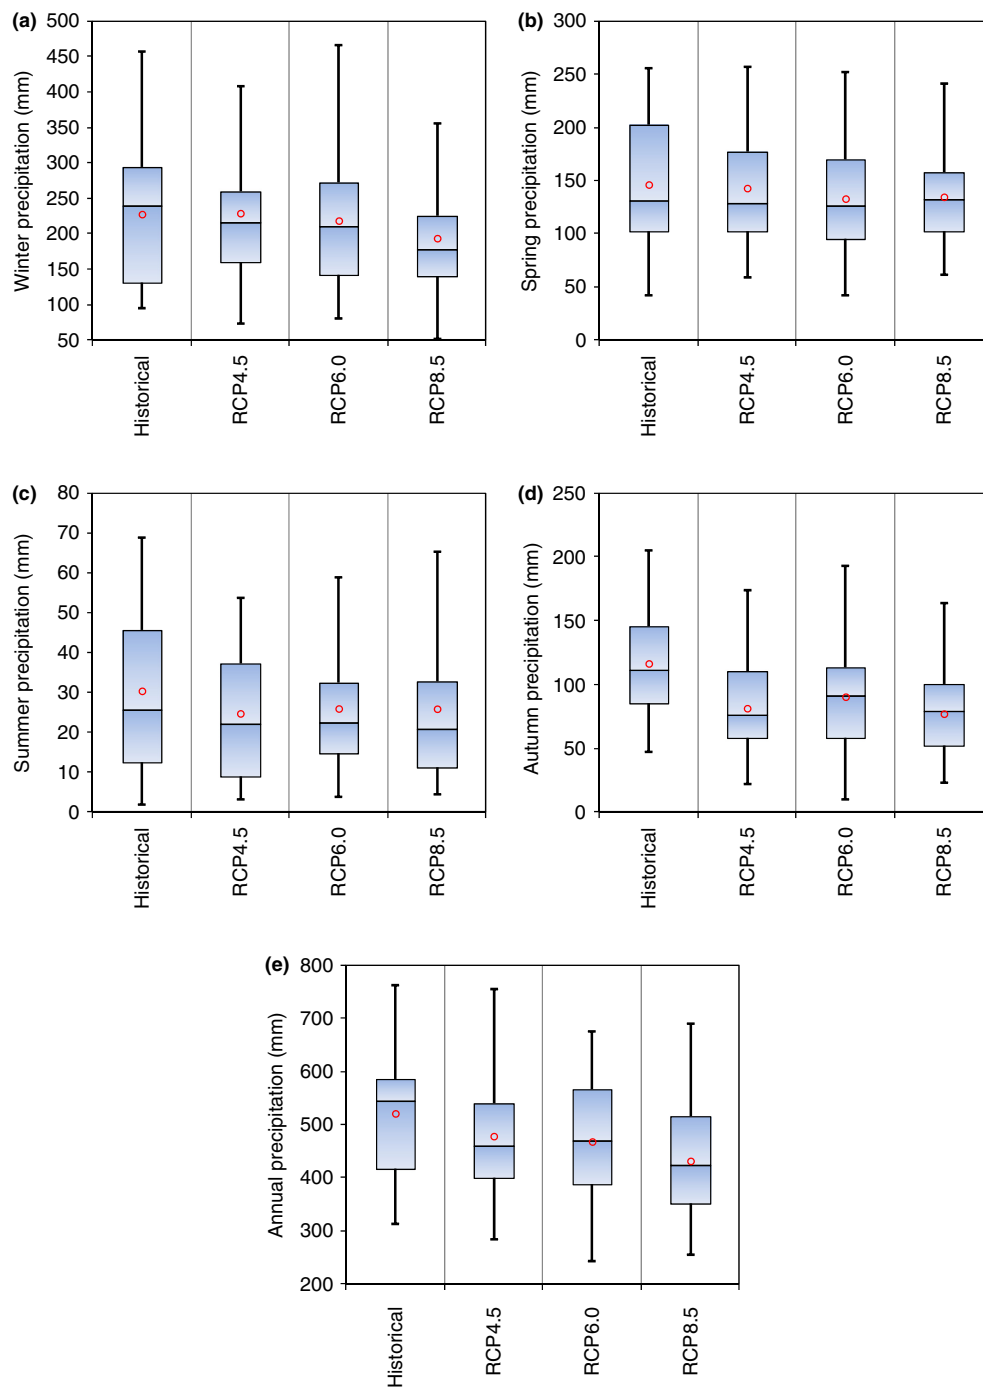 (a)
Winter precipitation (mm)
500
450
400
350
300
250
200
150
100
50
Historical
RCP4.5
RCP6.0
RCP8.5
(b)
Spring precipitation (mm)
300
250
200
150
100
50
0
Historical
RCP4.5
RCP6.0
RCP8.5
(c)
Summer precipitation (mm)
80
70
60
50
40
30
20
10
0
Historical
RCP4.5
RCP6.0
RCP8.5
(d)
Autumn precipitation (mm)
250
200
150
100
50
0
Historical
RCP4.5
RCP6.0
RCP8.5
(e)
Annual precipitation (mm)
800
700
600
500
400
300
200
Historical
RCP4.5
RCP6.0
RCP8.5